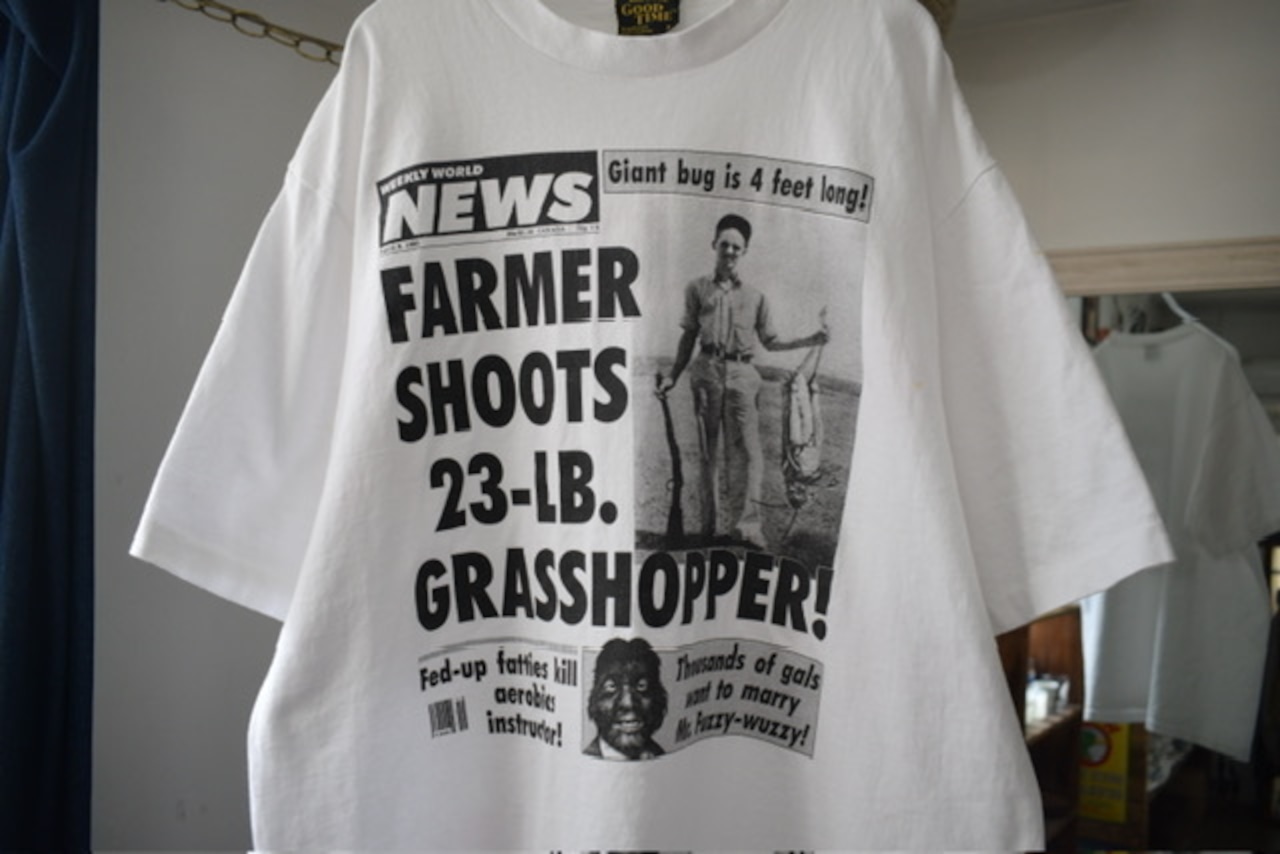 GOOD
TIME
WEEKLY WORLD
NEWS
Giant bug is 4 feet long!
FARMER
SHOOTS
23-LB.
GRASSHOPPER!
Fed-up fatties kill
aerobics
instructor!
Thousands of gals
want to marry
Mr. Fuzzy-wuzzy!